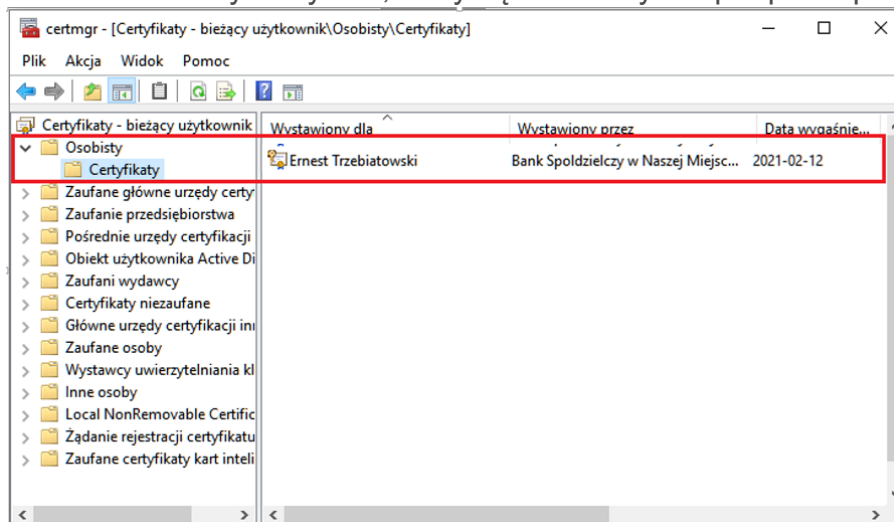 certmgr - [Certyfikaty - bieżący użytkownik\Osobisty\Certyfikaty]
Plik Akcja Widok Pomoc
Certyfikaty - bieżący użytkownik
Wystawiony dla Wystawiony przez Data wygaśnie...
Osobisty
Certyfikaty
Ernest Trzebiatowski Bank Spoldzielczy w Naszej Miejsc... 2021-02-12
Zaufane główne urzędy certy
Zaufanie przedsiębiorstwa
Pośrednie urzędy certyfikacji
Obiekt użytkownika Active Di
Zaufani wydawcy
Certyfikaty niezaufane
Główne urzędy certyfikacji inn
Zaufane osoby
Wystawcy uwierzytelniania kl
Inne osoby
Local NonRemovable Certific
Żądanie rejestracji certyfikatu
Zaufane certyfikaty kart inteli